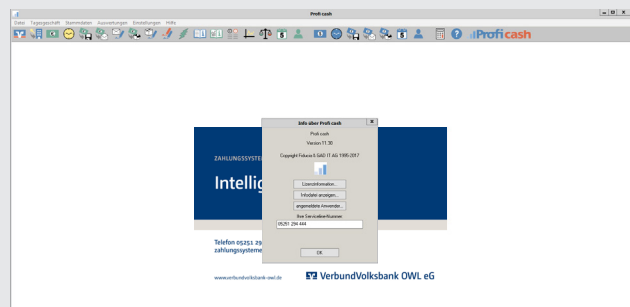 Profi cash
Datei Tagesgeschäft Stammdaten Auswertungen Einstellungen Hilfe
Profi cash
Info über Profi cash
Profi cash
Version 11.30
Copyright Fiducia & GAD IT AG 1995-2017
ZAHLUNGSSYSTE
Intellig
Lizenzinformation...
Infodatei anzeigen...
angemeldete Anwender...
Ihre Serviceline-Nummer
05251 294 444
OK
Telefon 05251 29
zahlungssysteme
www.verbundvolksbank-owl.de
VerbundVolksbank OWL eG